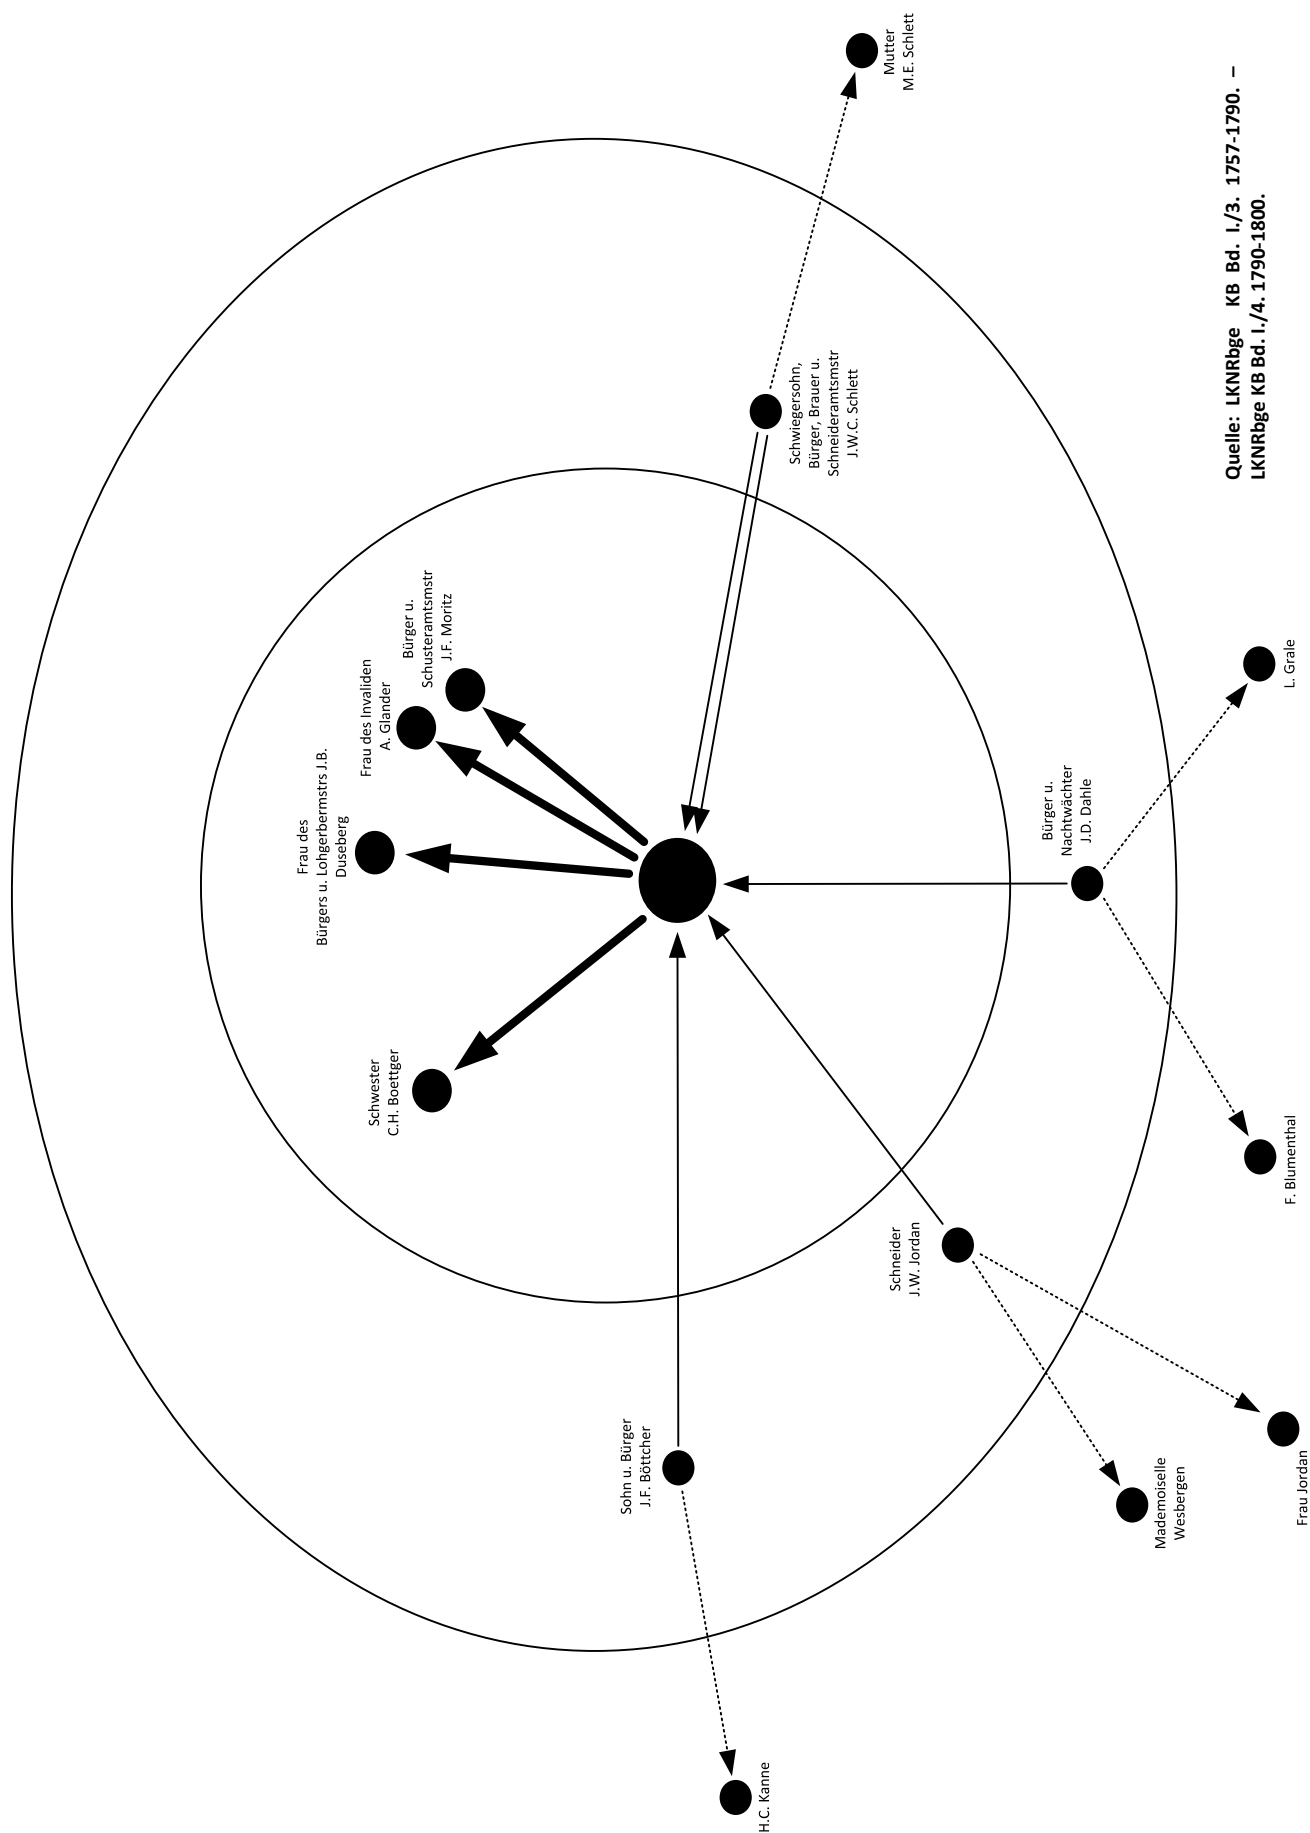 Mutter
M.E. Schlett
Schwiegersohn,
Bürger, Brauer u.
Schneideramtsmstr
J.W.C. Schlett
Bürger u.
Schusteramtsmstr
J.F. Moritz
Frau des Invaliden
A. Glander
Frau des
Bürgers u. Lohgerbermstrs J.B.
Duseberg
Schwester
C.H. Boettger
Sohn u. Bürger
J.F. Böttcher
H.C. Kanne
Schneider
J.W. Jordan
Mademoiselle
Wesbergen
Frau Jordan
Bürger u.
Nachtwächter
J.D. Dahle
F. Blumenthal
L. Grale
Quelle: LKNRbge KB Bd. I./3. 1757-1790. –
LKNRbge KB Bd. I./4. 1790-1800.